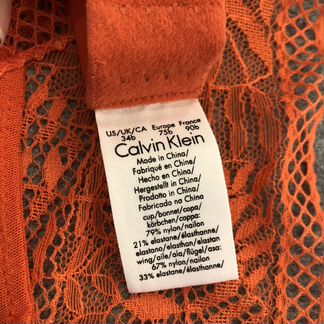 US/UK/CA Europe France
34b 75b 90b
Calvin Klein
Made in China/
Fabriqué en Chine/
Hecho en China/
Hergestellt in China/
Prodotto in China/
Fabricado na China
cup/bonnet/copa/
körbchen/coppa:
79% nylon/nailon
21% elastane/élasthanne/
elastano/elasthan/elastan
wing/aile/ala/flügel/asa:
67% nylon/nailon
33% elastane/élasthanne/